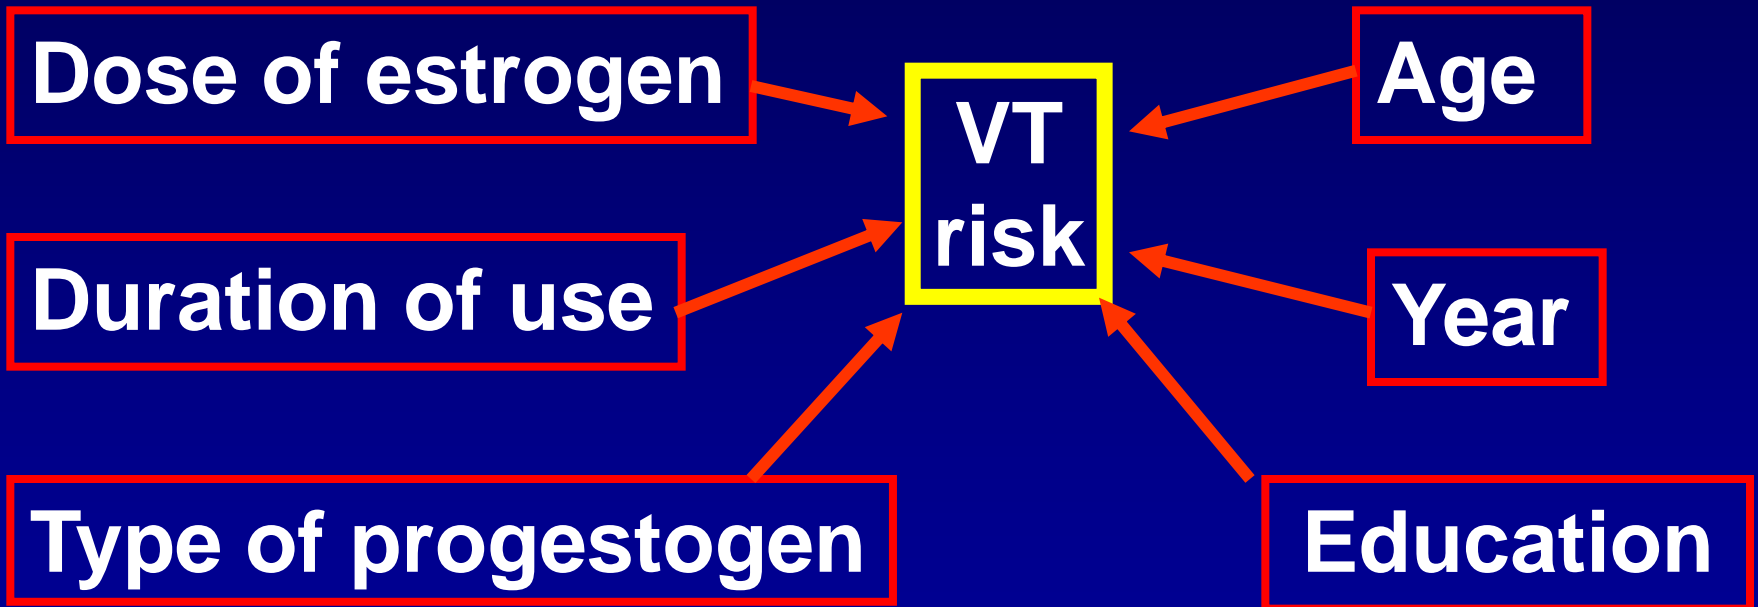 Dose of estrogen
Duration of use
Type of progestogen
VT
risk
Age
Year
Education